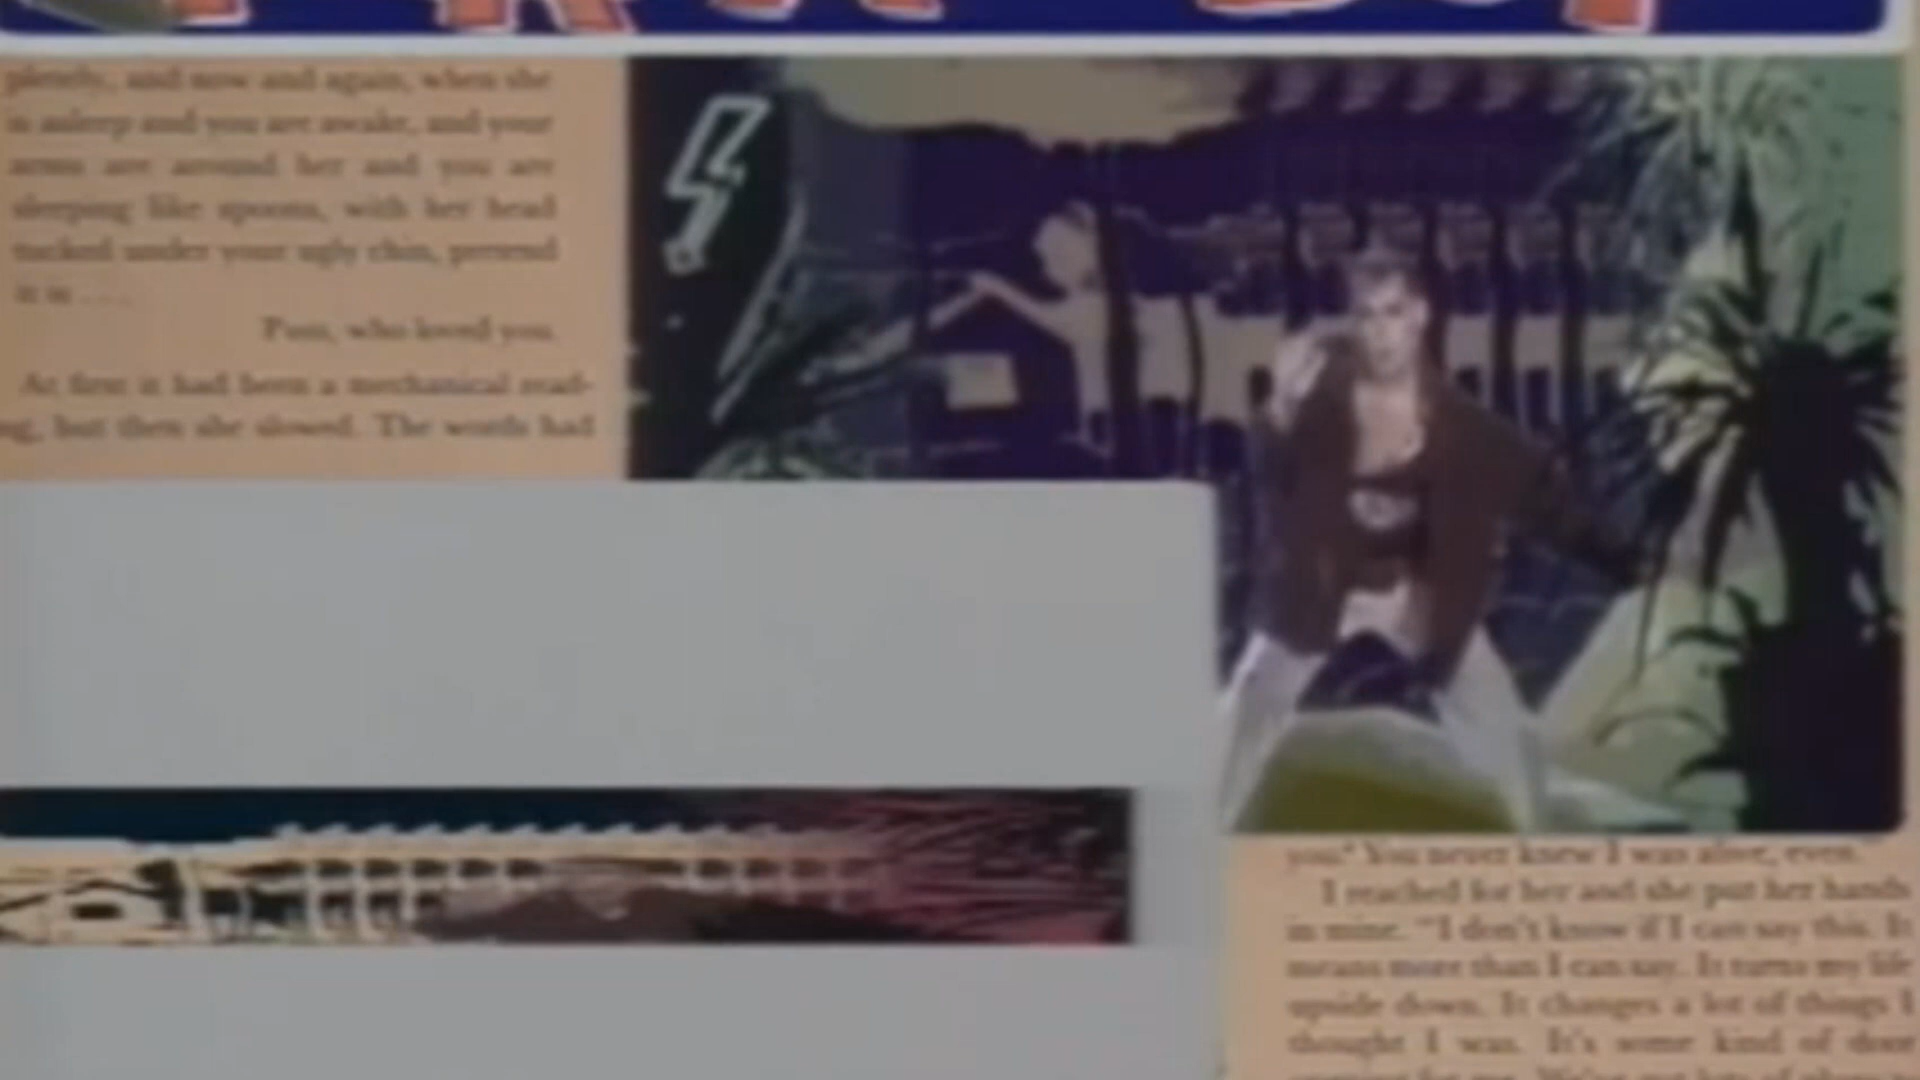 pletely, and now and again, when she
is asleep and you are awake, and your
arms are around her and you are
sleeping like spoons, with her head
tucked under your ugly chin, pretend
it is . . . .
Puss, who loved you.
At first it had been a mechanical read-
ng, but then she slowed. The words had
you? You never knew I was alive, even.
I reached for her and she put her hands
in mine. "I don't know if I can say this. It
means more than I can say. It turns my life
upside down. It changes a lot of things I
thought I was. It's some kind of door